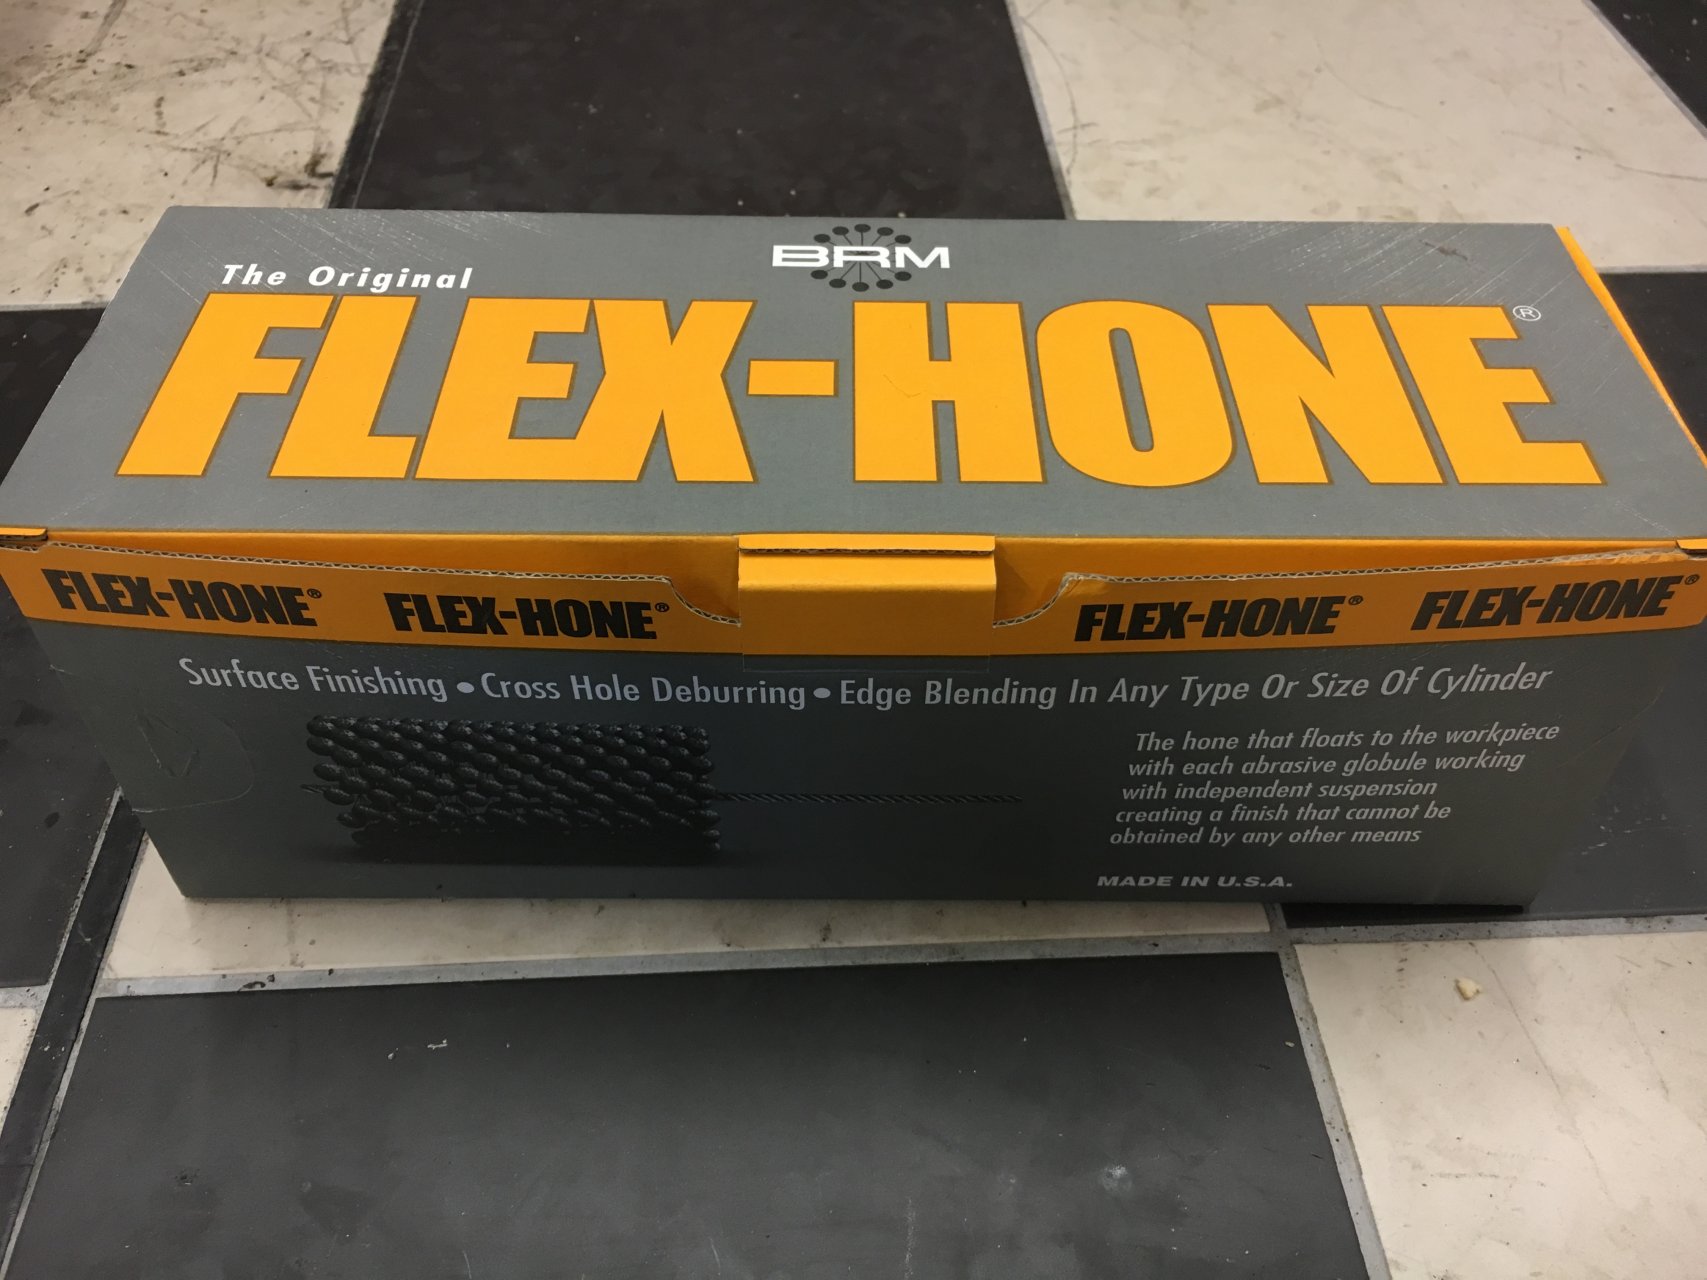 BRM
The Original
FLEX-HONE®
FLEX-HONE® FLEX-HONE® FLEX-HONE® FLEX-HONE®
Surface Finishing • Cross Hole Deburring • Edge Blending In Any Type Or Size Of Cylinder
The hone that floats to the workpiece
with each abrasive globule working
with independent suspension
creating a finish that cannot be
obtained by any other means
MADE IN U.S.A.